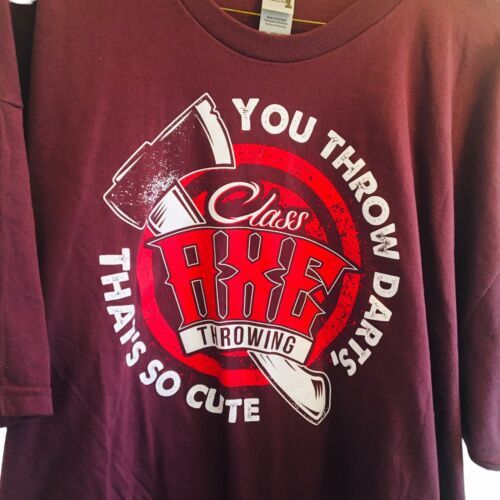 YOU THROW DARTS,
THAT'S SO CUTE
Class
AXE
THROWING